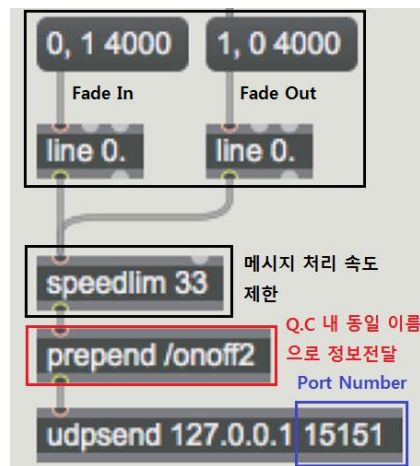 0, 1 4000
1, 0 4000
Fade In
Fade Out
line 0.
line 0.
speedlim 33
메시지 처리 속도
제한
Q.C 내 동일 이름
으로 정보전달
prepend /onoff2
Port Number
udpsend 127.0.0.1 15151